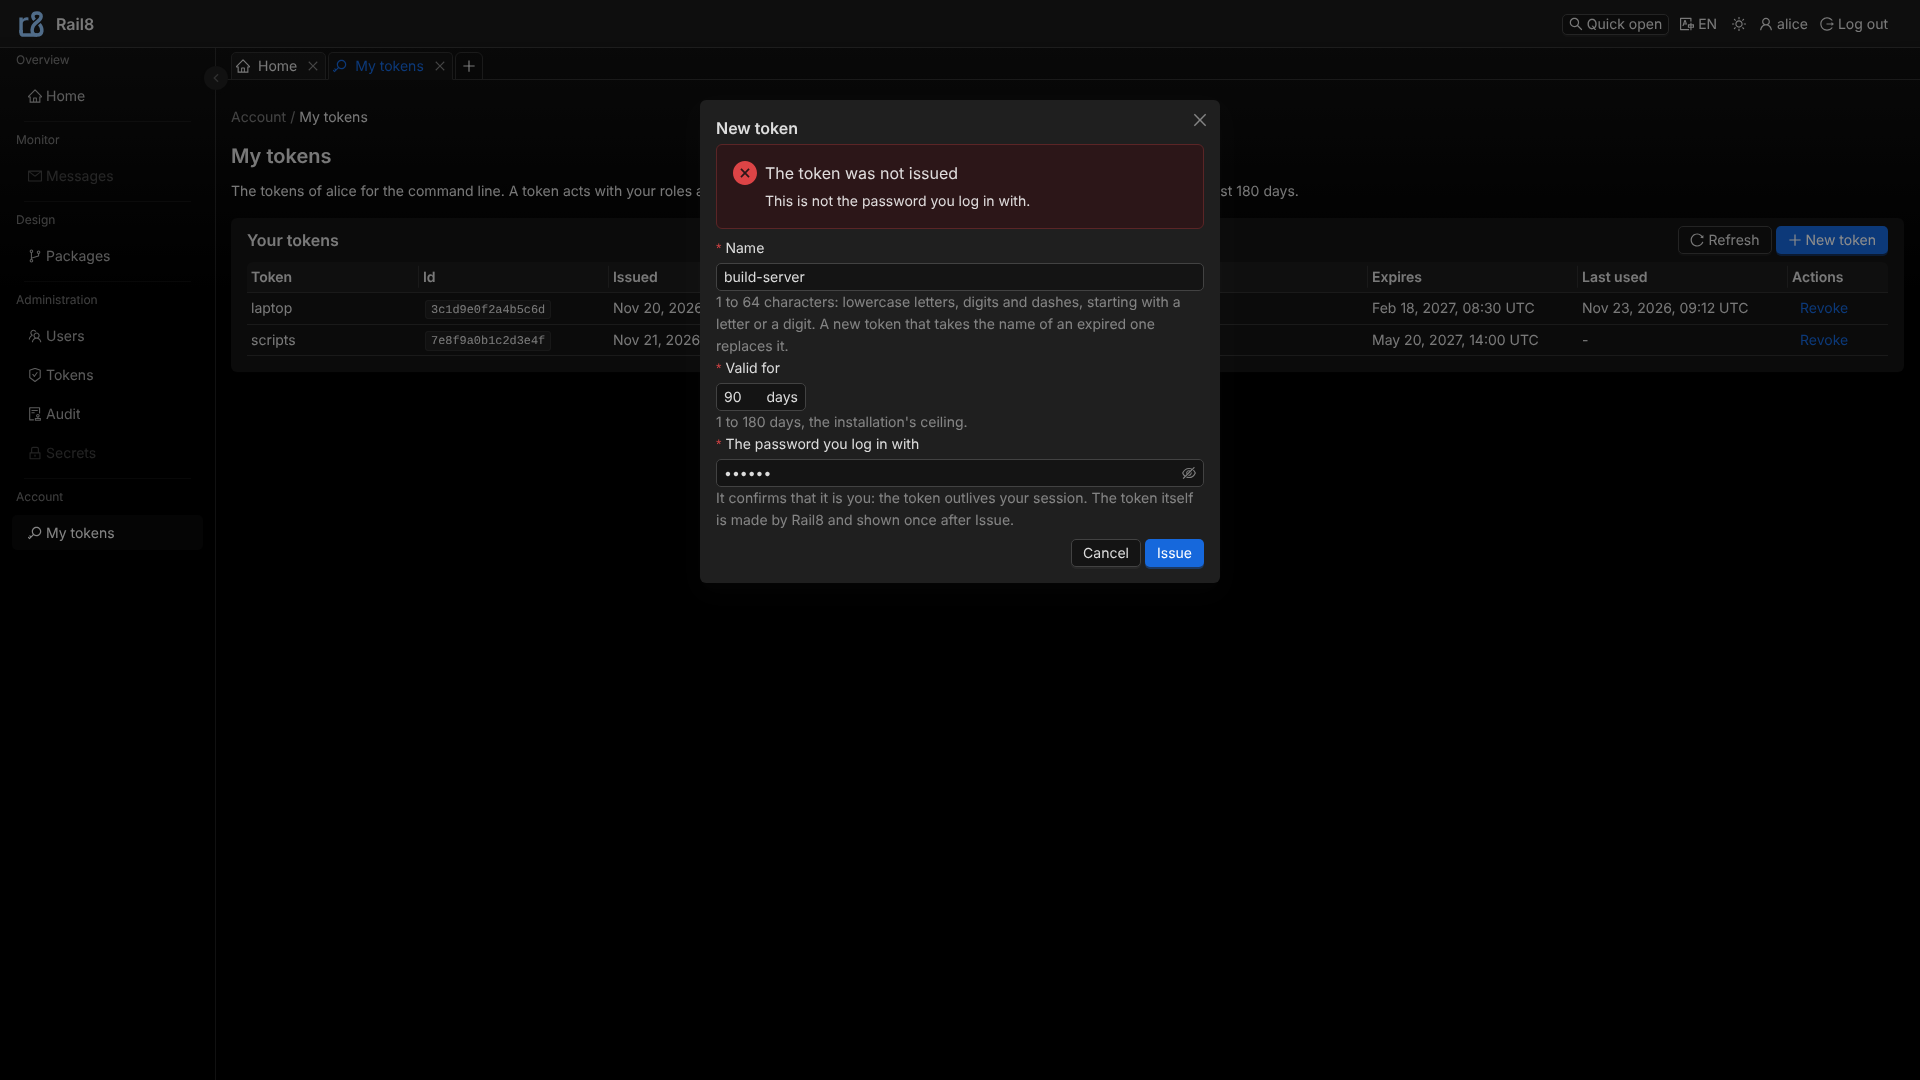 Rail8
Quick open
EN
alice
Log out
Overview
Home
Monitor
Messages
Design
Packages
Administration
Users
Tokens
Audit
Secrets
Account
My tokens
Home
My tokens
Account / My tokens
My tokens
The tokens of alice for the command line. A token acts with your roles
st 180 days.
Your tokens
Refresh
New token
Token Id Issued Expires Last used Actions
laptop 3c1d9e0f2a4b5c6d Nov 20, 2026 Feb 18, 2027, 08:30 UTC Nov 23, 2026, 09:12 UTC Revoke
scripts 7e8f9a0b1c2d3e4f Nov 21, 2026 May 20, 2027, 14:00 UTC - Revoke
New token
The token was not issued
This is not the password you log in with.
* Name
build-server
1 to 64 characters: lowercase letters, digits and dashes, starting with a
letter or a digit. A new token that takes the name of an expired one
replaces it.
* Valid for
90 days
1 to 180 days, the installation's ceiling.
* The password you log in with
••••••
It confirms that it is you: the token outlives your session. The token itself
is made by Rail8 and shown once after Issue.
Cancel
Issue